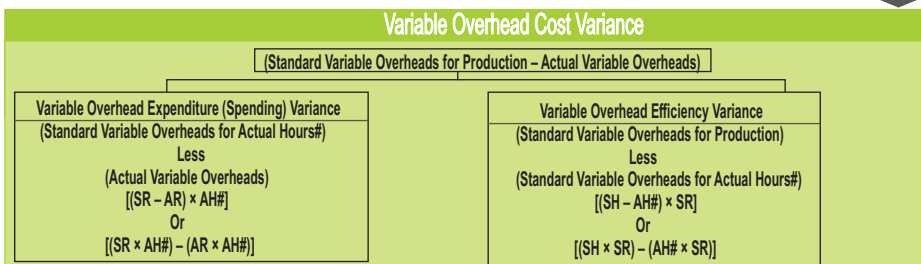 Variable Overhead Cost Variance
(Standard Variable Overheads for Production – Actual Variable Overheads)
Variable Overhead Expenditure (Spending) Variance
(Standard Variable Overheads for Actual Hours#)
Less
(Actual Variable Overheads)
[(SR – AR) × AH#]
Or
[(SR × AH#) – (AR × AH#)]
Variable Overhead Efficiency Variance
(Standard Variable Overheads for Production)
Less
(Standard Variable Overheads for Actual Hours#)
[(SH – AH#) × SR]
Or
[(SH × SR) – (AH# × SR)]